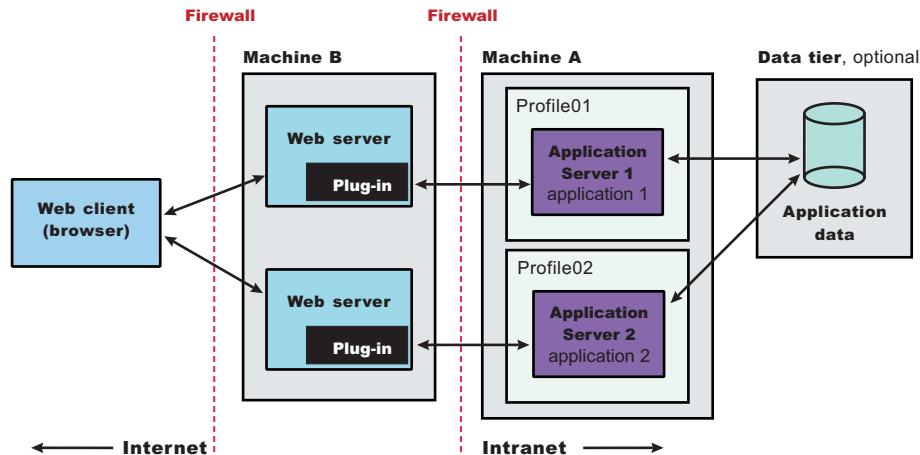 Firewall
Firewall
Machine B
Machine A
Data tier, optional
Profile01
Web server
Plug-in
Application
Server 1
application 1
Web client
(browser)
Application
data
Profile02
Web server
Plug-in
Application
Server 2
application 2
Internet
Intranet